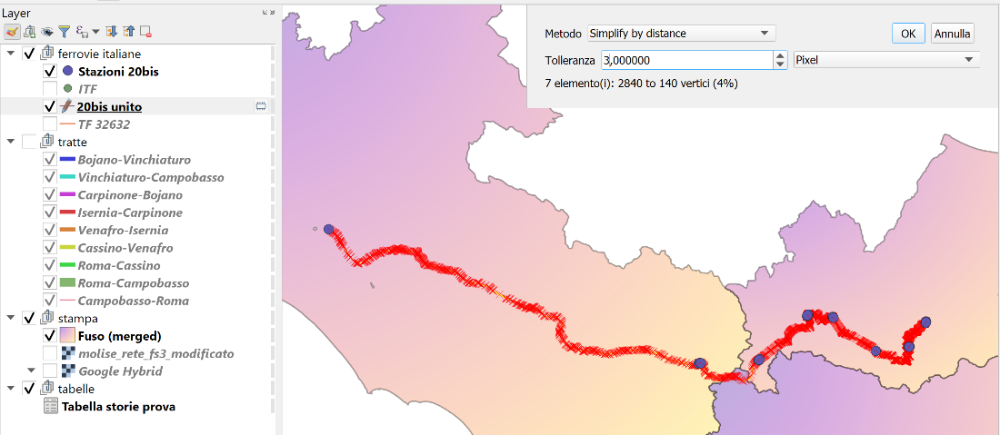 Layer
ferrovie italiane
Stazioni 20bis
ITF
20bis unito
TF 32632
tratte
Bojano-Vinchiaturo
Vinchiaturo-Campobasso
Carpinone-Bojano
Isernia-Carpinone
Venafro-Isernia
Cassino-Venafro
Roma-Cassino
Roma-Campobasso
Campobasso-Roma
stampa
Fuso (merged)
molise_rete_fs3_modificato
Google Hybrid
tabelle
Tabella storie prova
Metodo Simplify by distance OK Annulla
Tolleranza 3,000000 Pixel
7 elemento(i): 2840 to 140 vertici (4%)